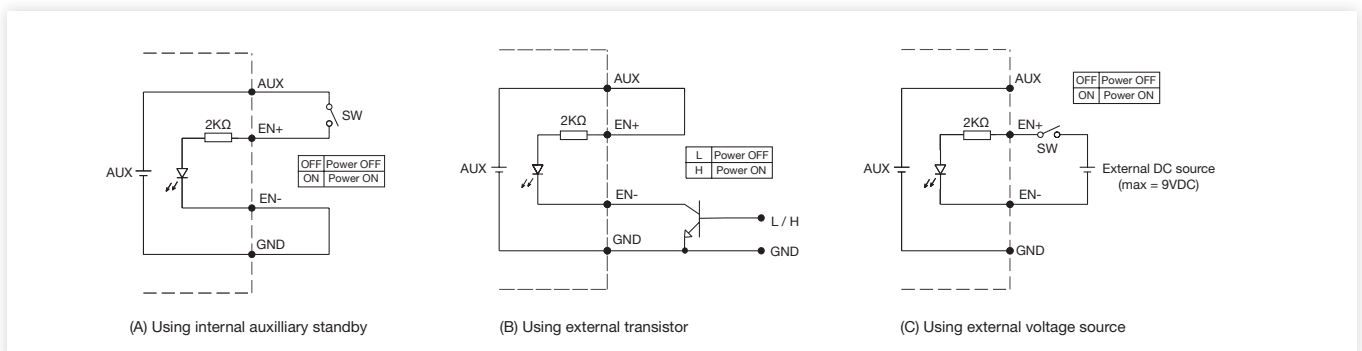 AUX
SW
2KΩ
EN+
OFF Power OFF
ON Power ON
AUX
EN-
GND
(A) Using internal auxilliary standby
AUX
2KΩ
EN+
L Power OFF
H Power ON
AUX
EN-
L / H
GND
GND
(B) Using external transistor
AUX
OFF Power OFF
ON Power ON
2KΩ
EN+
SW
AUX
External DC source
(max = 9VDC)
EN-
GND
(C) Using external voltage source